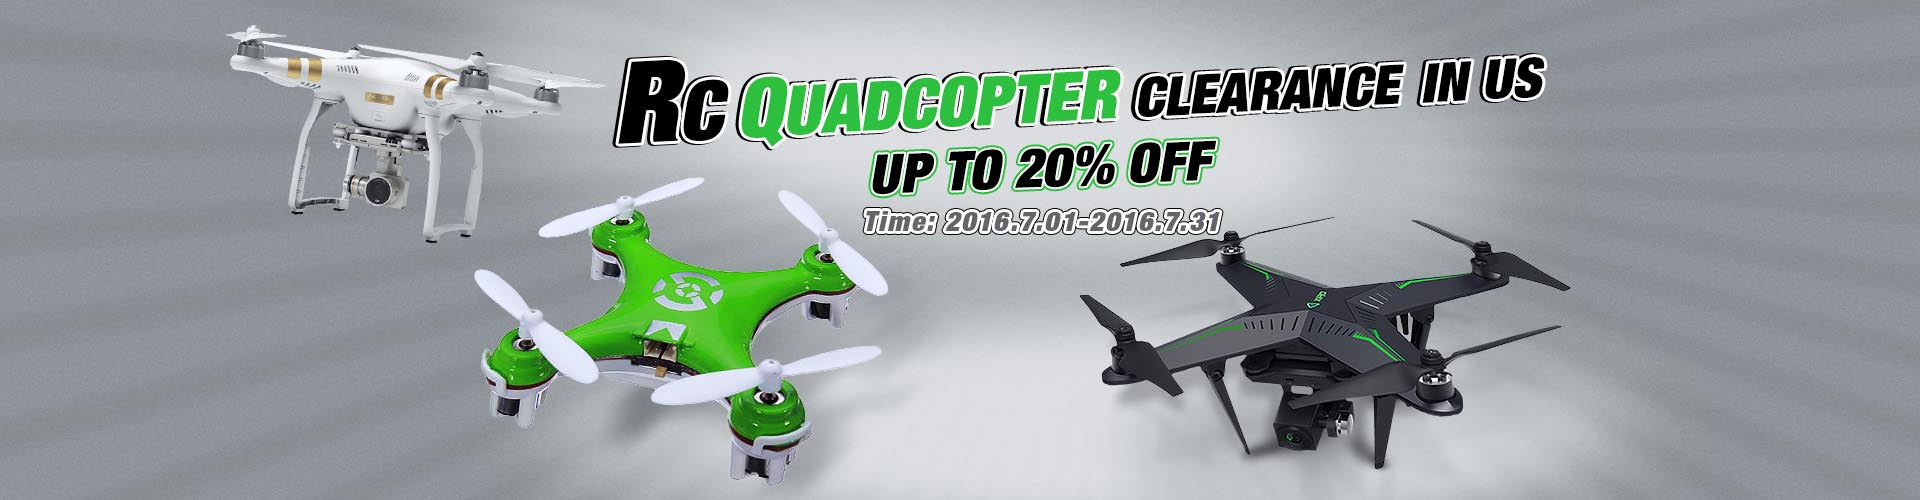 RC QUADCOPTER CLEARANCE IN US
UP TO 20% OFF
Time: 2016.7.01-2016.7.31